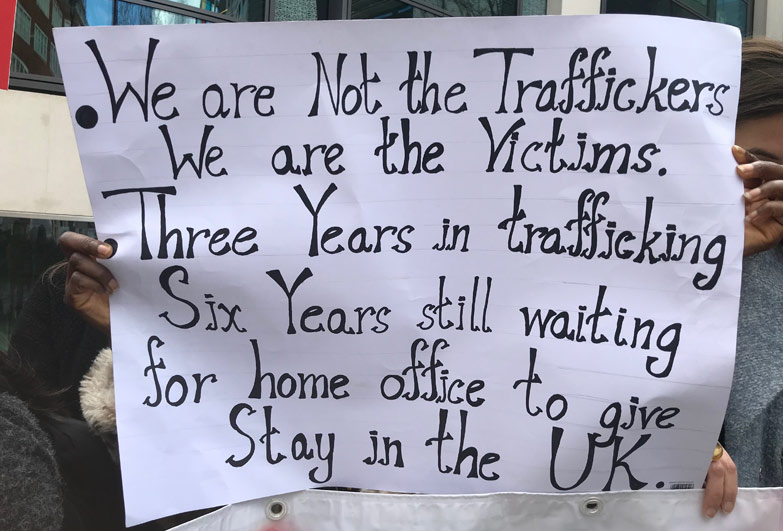 • We are Not the Traffickers
We are the Victims.
• Three Years in trafficking
Six Years still waiting
for home office to give
Stay in the UK.